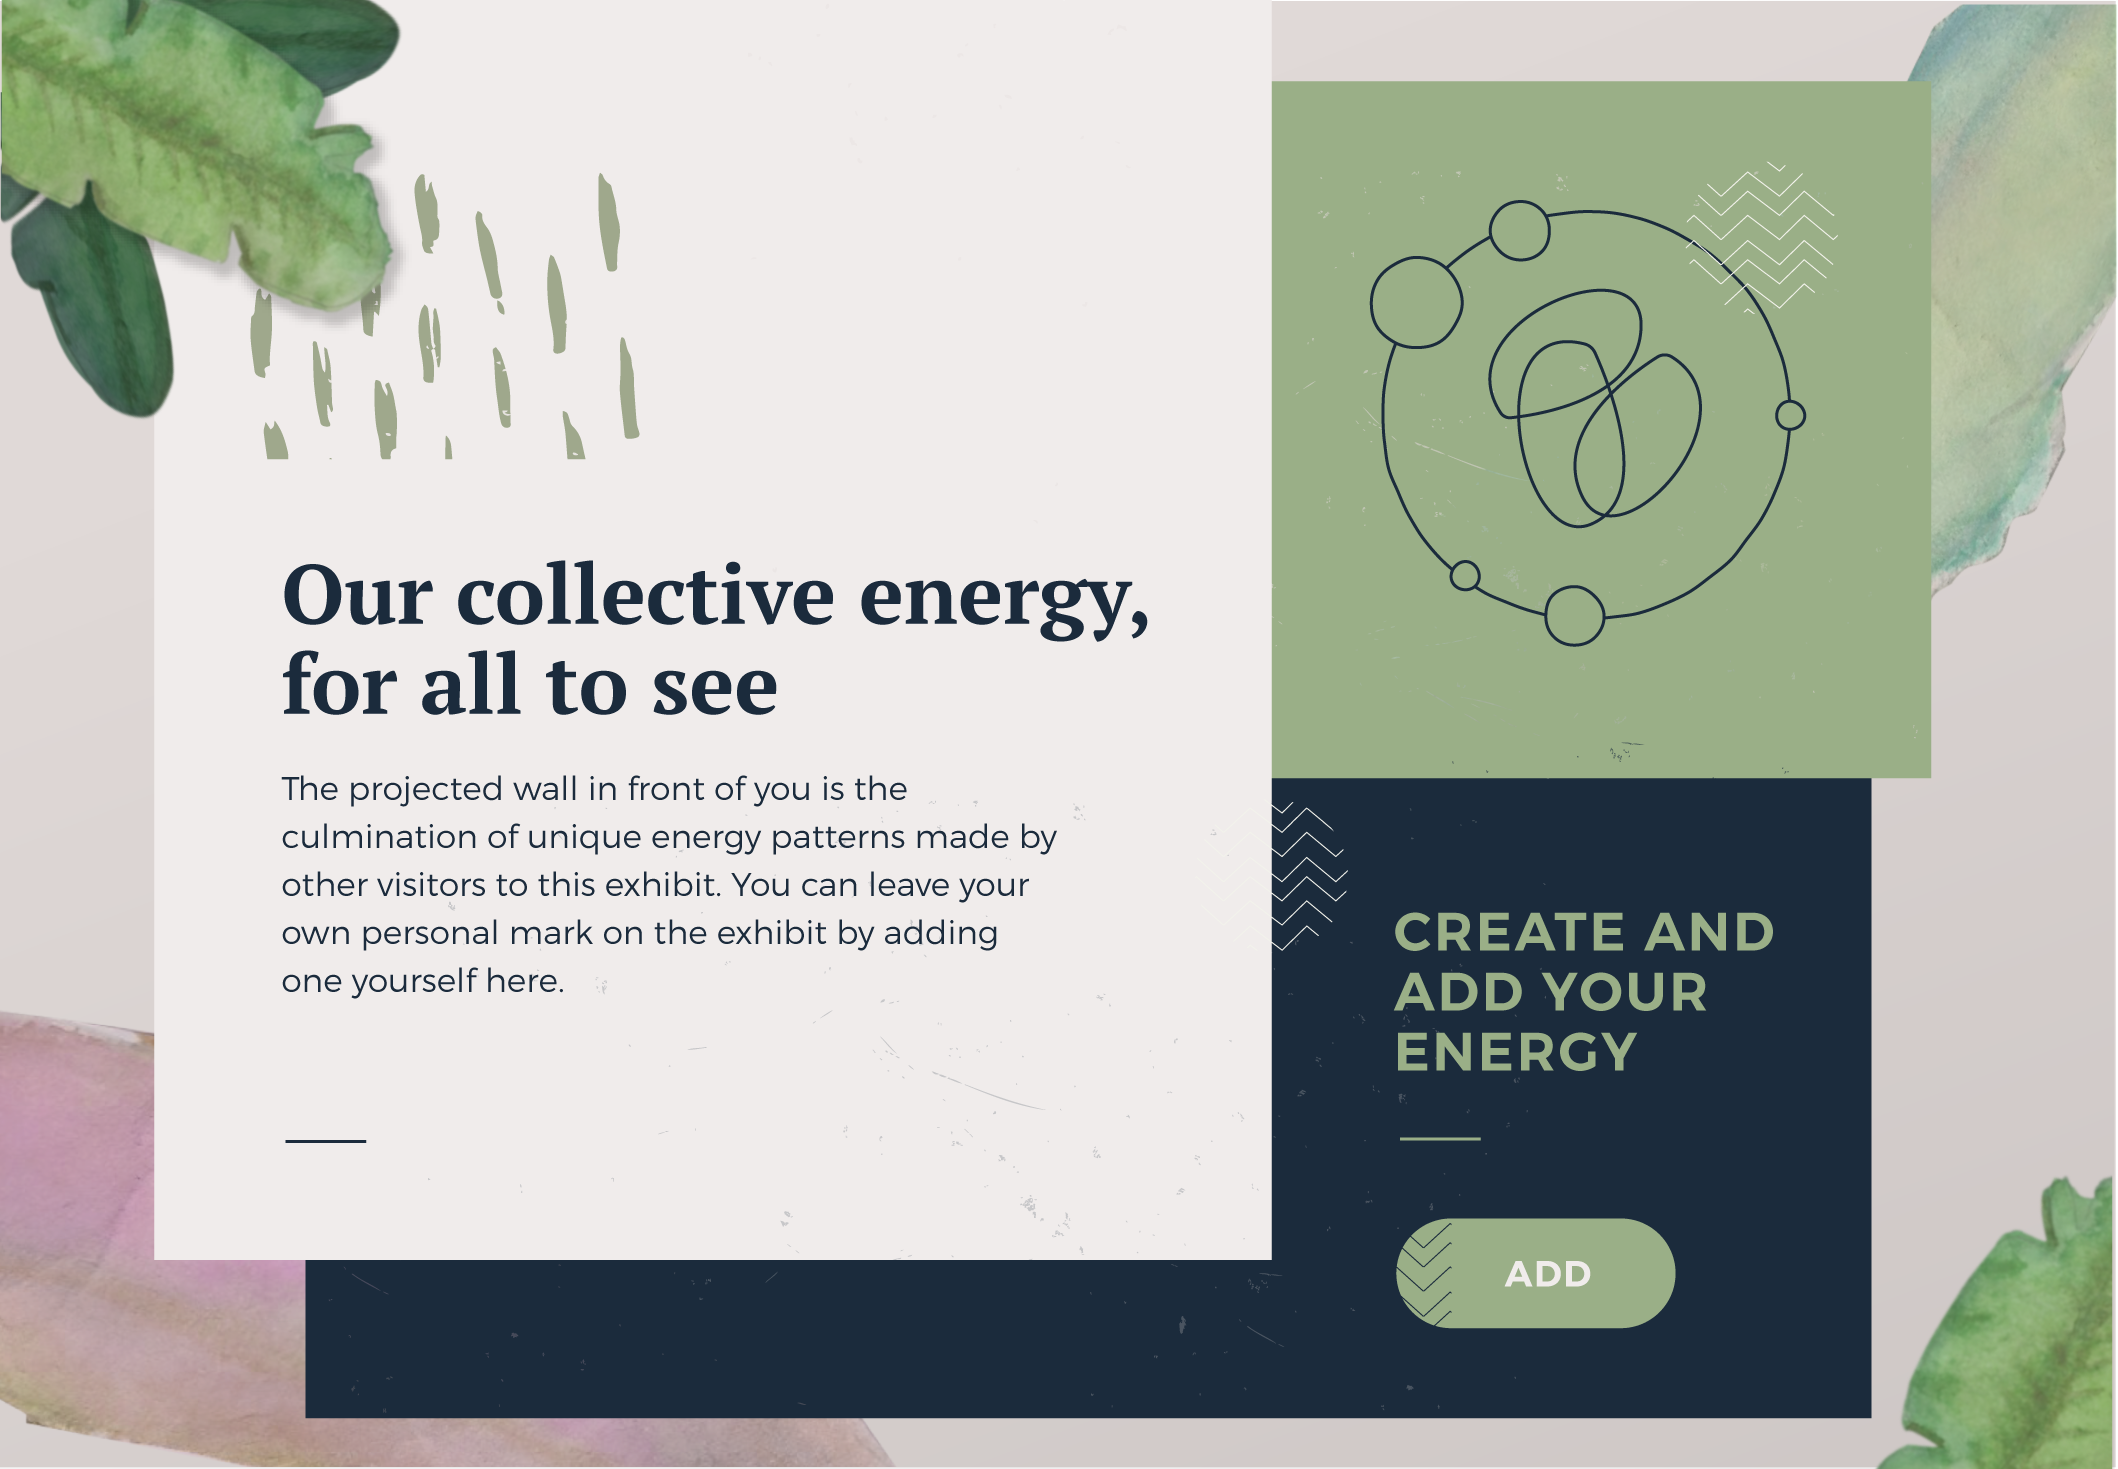 Our collective energy,
for all to see
The projected wall in front of you is the
culmination of unique energy patterns made by
other visitors to this exhibit. You can leave your
own personal mark on the exhibit by adding
one yourself here.
CREATE AND
ADD YOUR
ENERGY
ADD